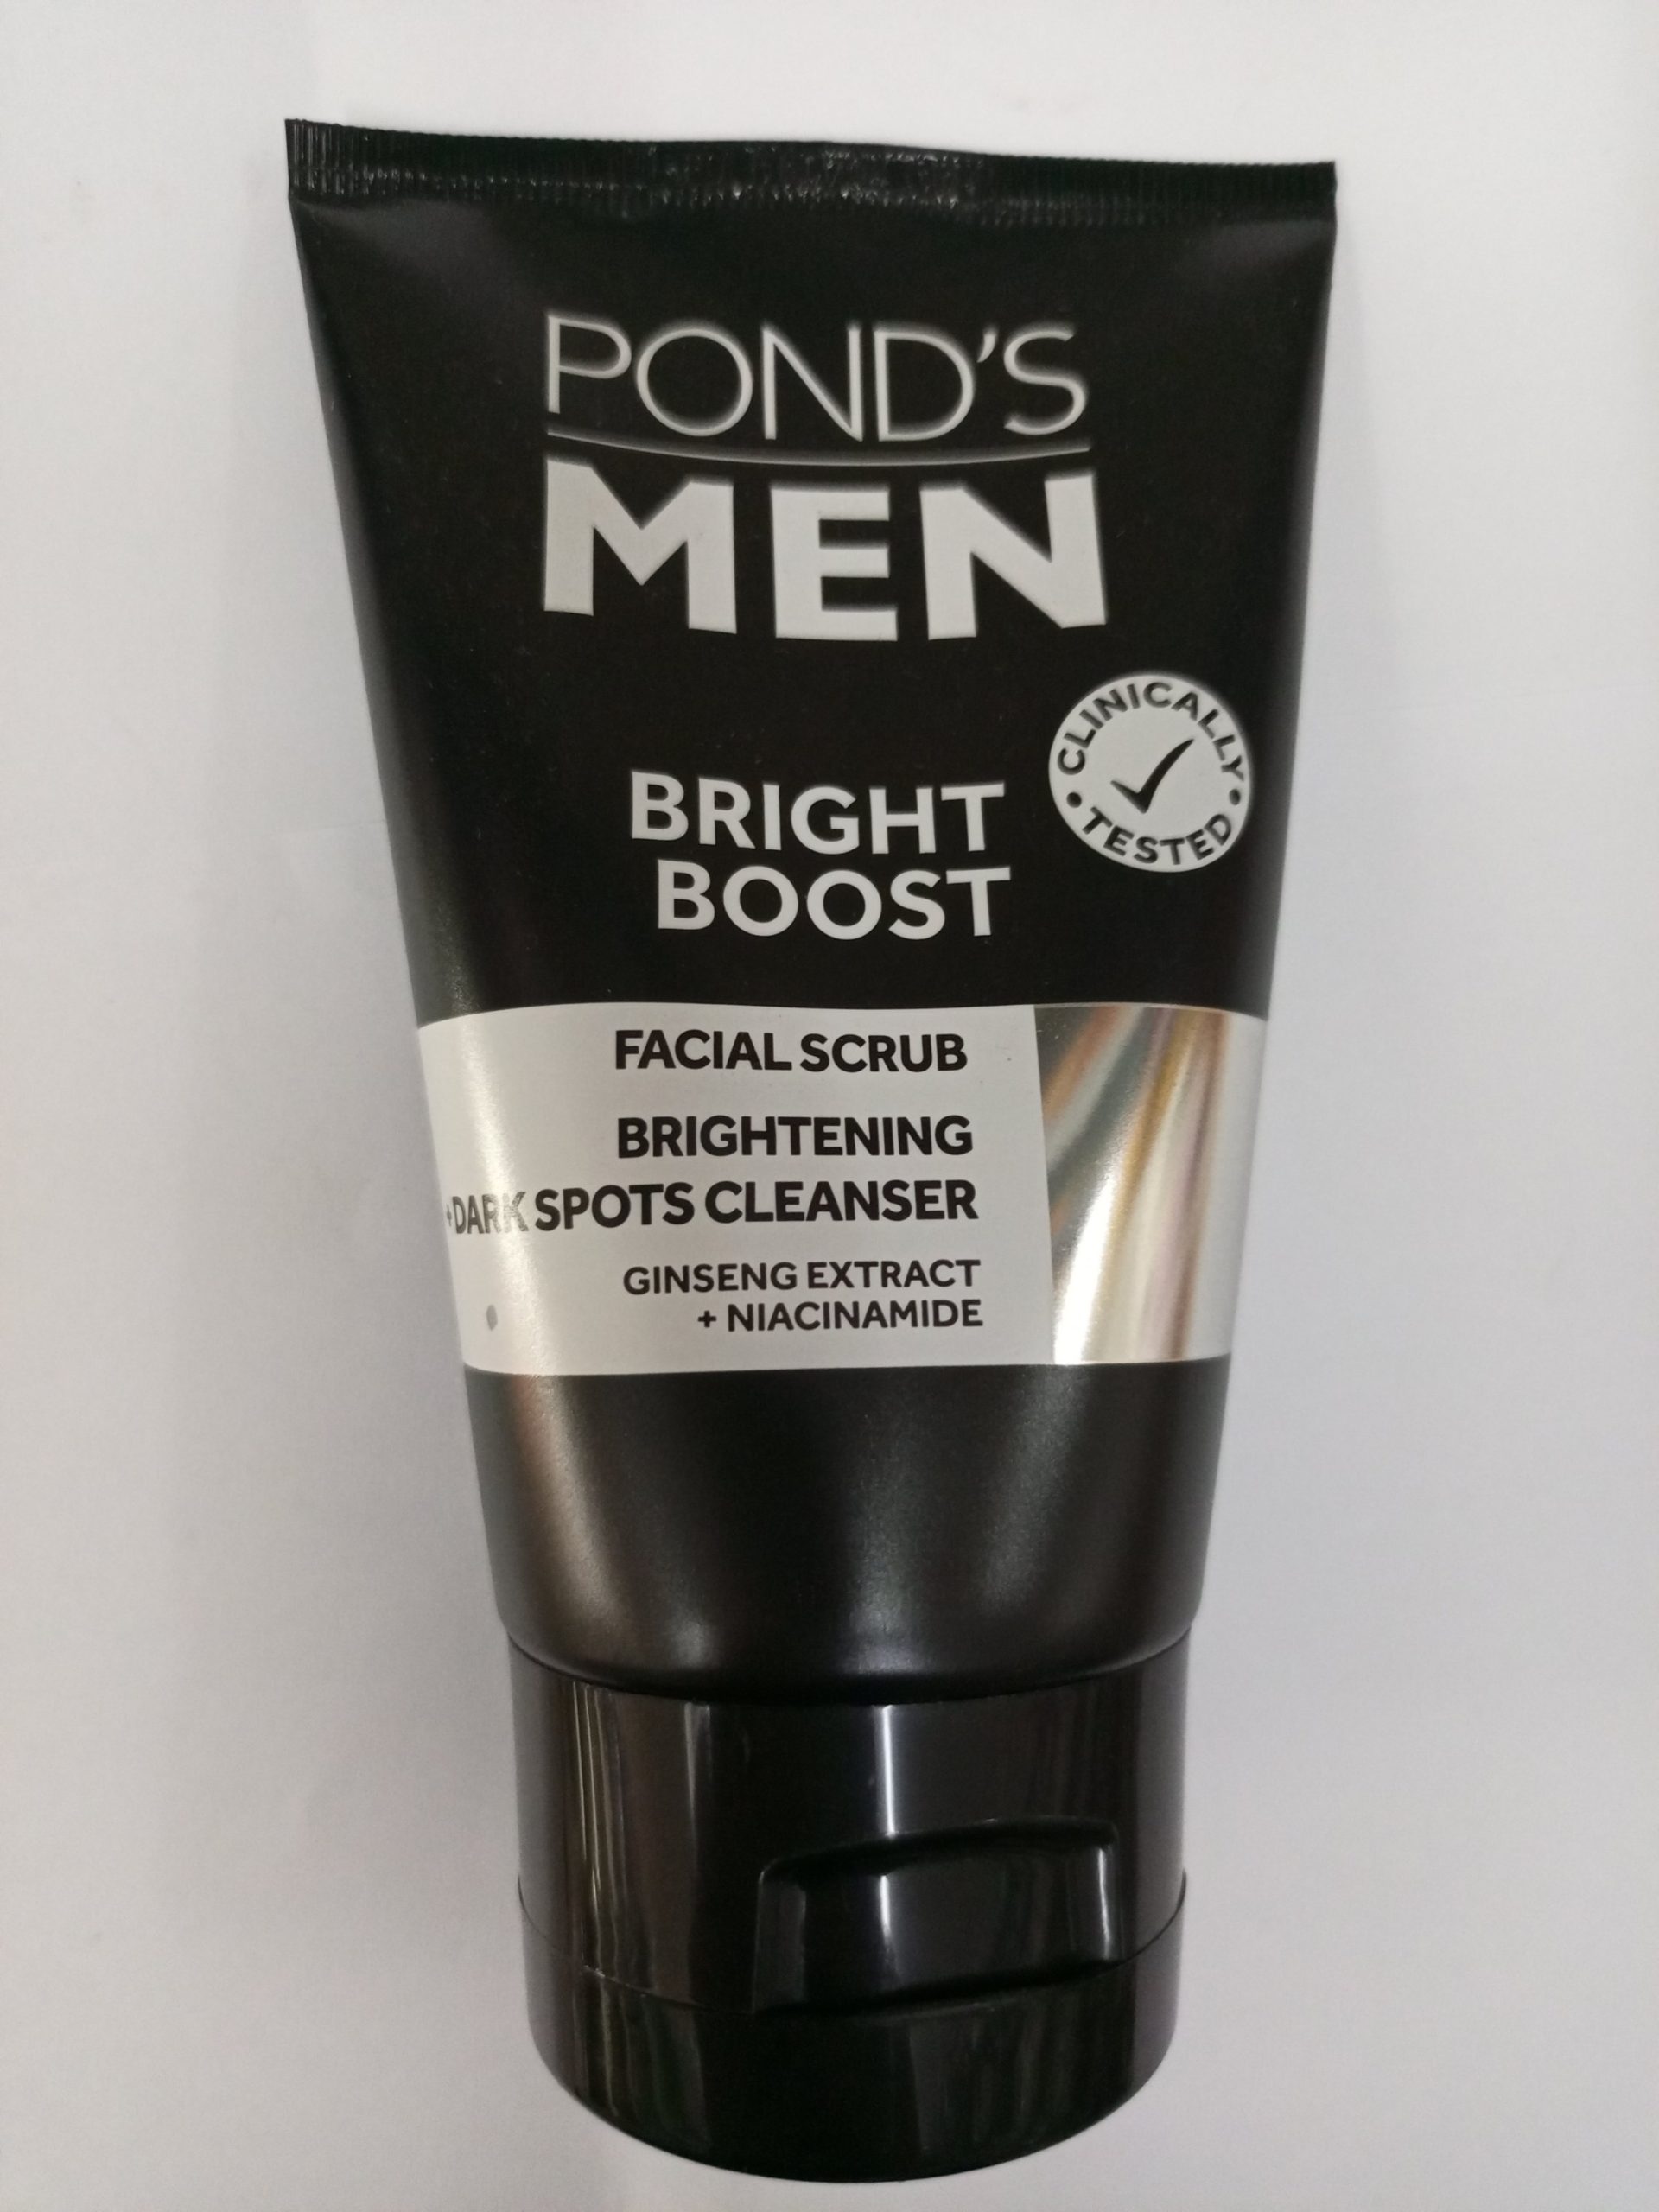 POND'S
MEN
CLINICALLY
TESTED
BRIGHT
BOOST
FACIAL SCRUB
BRIGHTENING
+DARK SPOTS CLEANSER
GINSENG EXTRACT
+ NIACINAMIDE